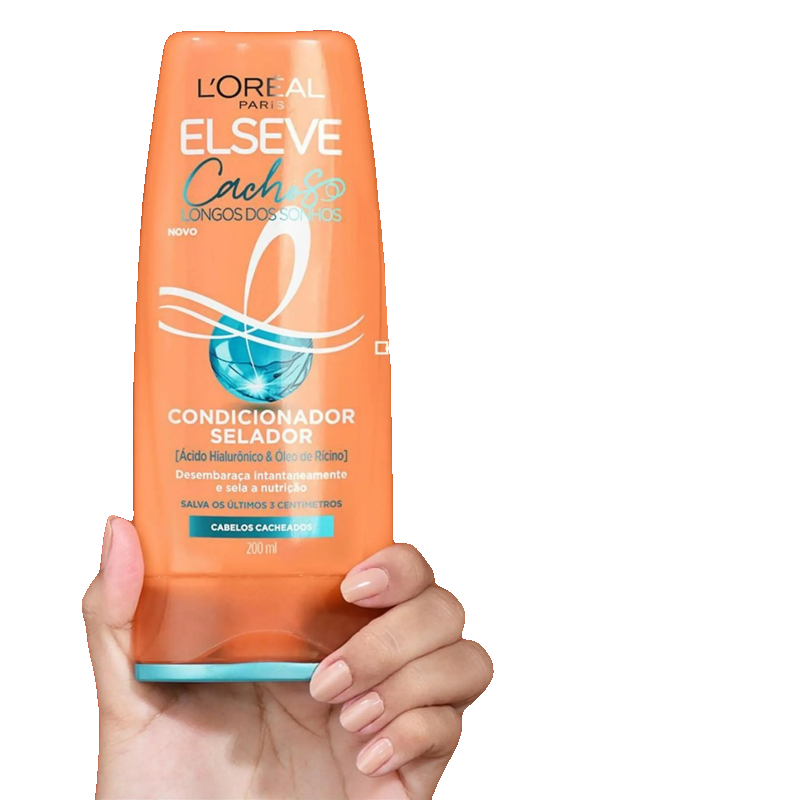 L'ORÉAL
PARIS
ELSEVE
Cachos
LONGOS DOS SONHOS
NOVO
CONDICIONADOR
SELADOR
[Ácido Hialurônico & Óleo de Rícino]
Desembaraça intantaneamente
e sela a nutrição
SALVA OS ÚLTIMOS 3 CENTÍMETROS
CABELOS CACHEADOS
200 ml